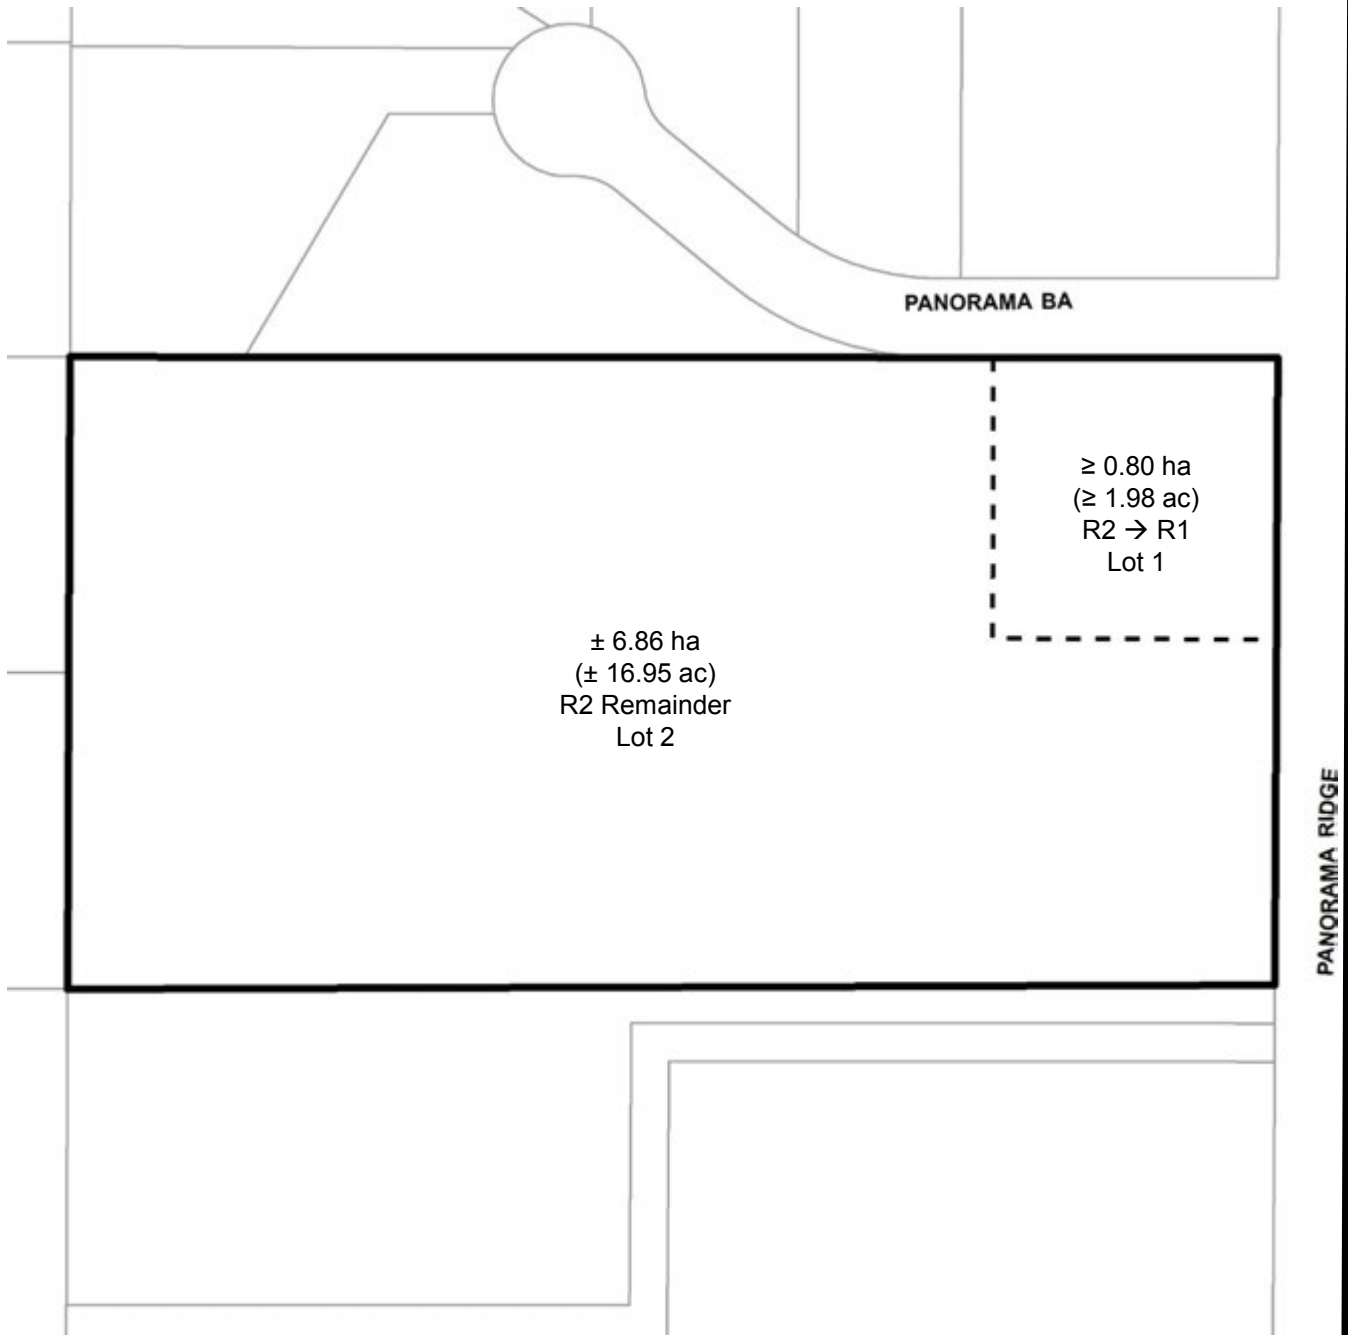 PANORAMA BA
≥ 0.80 ha
(≥ 1.98 ac)
R2 → R1
Lot 1
± 6.86 ha
(± 16.95 ac)
R2 Remainder
Lot 2
PANORAMA RIDGE